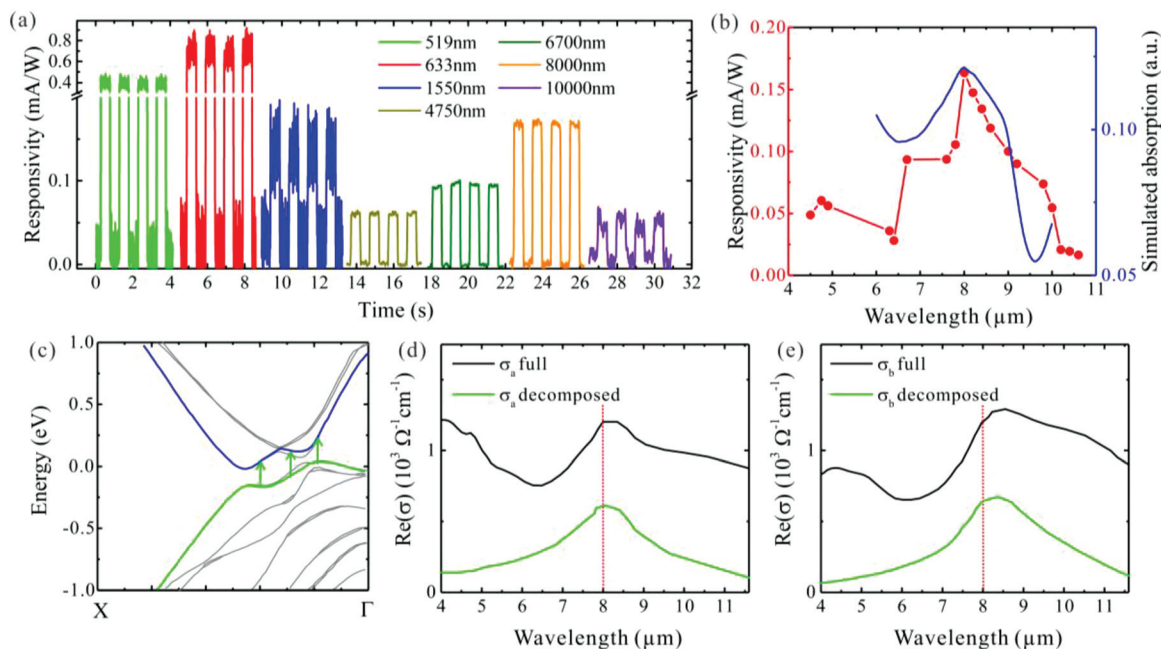 (a)
0.8
0.6
0.4
0.1
0.0
Responsivity (mA/W)
519nm
633nm
1550nm
4750nm
6700nm
8000nm
10000nm
0 2 4 6 8 10 12 14 16 18 20 22 24 26 28 30 32
Time (s)
(b)
0.20
0.15
0.10
0.05
0.00
Responsivity (mA/W)
0.10
0.05
Simulated absorption (a.u.)
4 5 6 7 8 9 10 11
Wavelength (μm)
(c)
1.0
0.5
0.0
-0.5
-1.0
Energy (eV)
X Γ
(d)
σa full
σa decomposed
1
0
Re(σ) (10³ Ω⁻¹cm⁻¹)
4 5 6 7 8 9 10 11
Wavelength (μm)
(e)
σb full
σb decomposed
1
0
Re(σ) (10³ Ω⁻¹cm⁻¹)
4 5 6 7 8 9 10 11
Wavelength (μm)